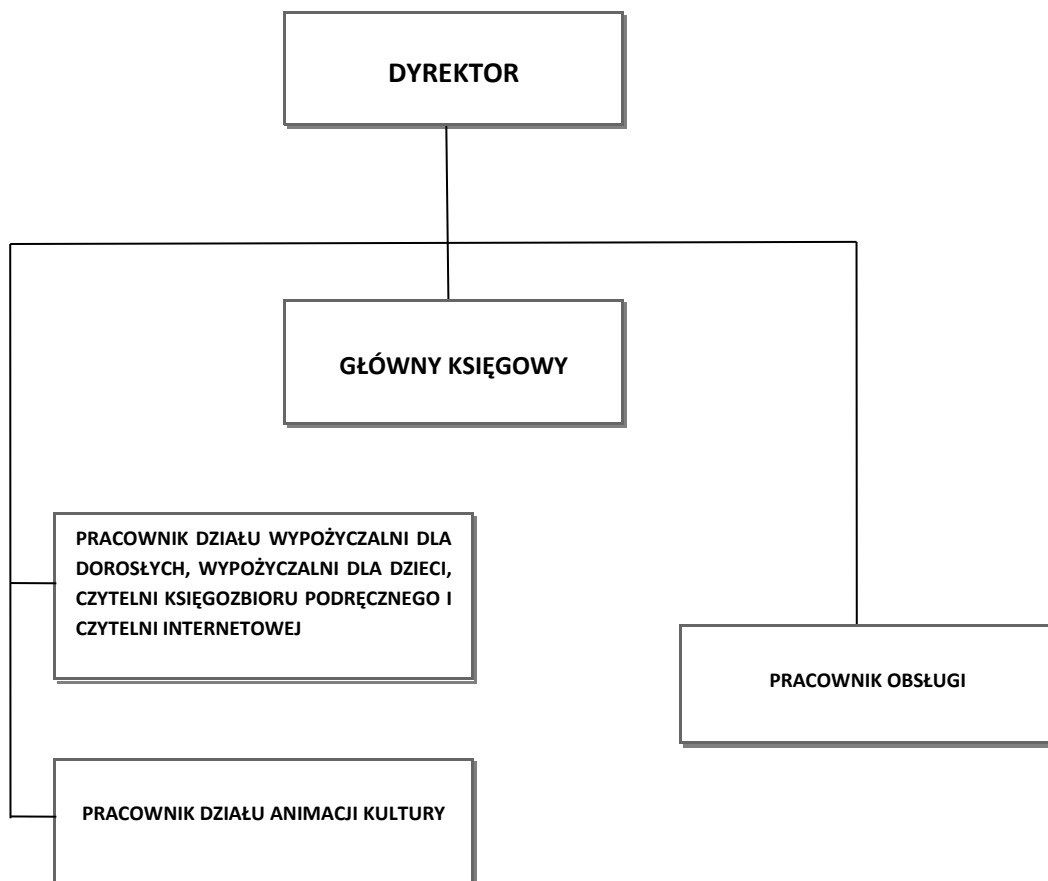 DYREKTOR
GŁÓWNY KSIĘGOWY
PRACOWNIK DZIAŁU WYPOŻYCZALNI DLA
DOROSŁYCH, WYPOŻYCZALNI DLA DZIECI,
CZYTELNI KSIĘGOZBIORU PODRĘCZNEGO I
CZYTELNI INTERNETOWEJ
PRACOWNIK OBSŁUGI
PRACOWNIK DZIAŁU ANIMACJI KULTURY